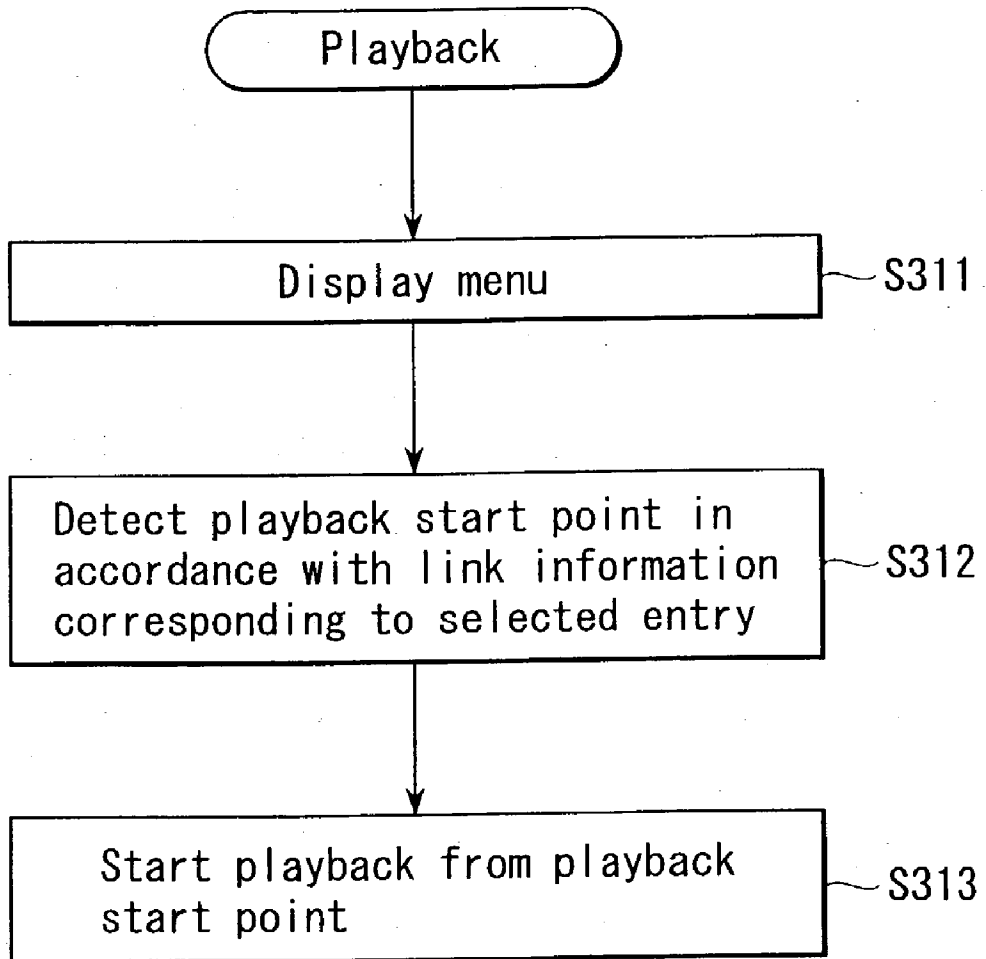 Playback
Display menu
S311
Detect playback start point in
accordance with link information
corresponding to selected entry
S312
Start playback from playback
start point
S313